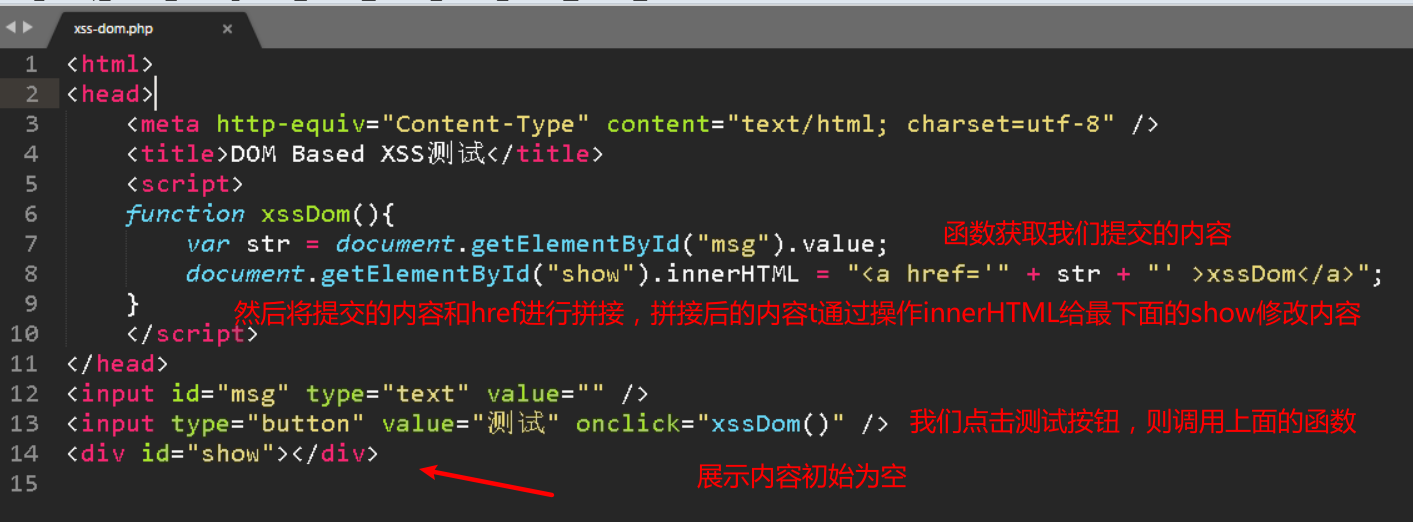 xss-dom.php ×
1 <html>
2 <head>
3 <meta http-equiv="Content-Type" content="text/html; charset=utf-8" />
4 <title>DOM Based XSS测试</title>
5 <script>
6 function xssDom(){
7 var str = document.getElementById("msg").value; 函数获取我们提交的内容
8 document.getElementById("show").innerHTML = "<a href='" + str + "' >xssDom</a>";
9 }
然后将提交的内容和href进行拼接，拼接后的内容t通过操作innerHTML给最下面的show修改内容
10 </script>
11 </head>
12 <input id="msg" type="text" value="" />
13 <input type="button" value="测试" onclick="xssDom()" /> 我们点击测试按钮，则调用上面的函数
14 <div id="show"></div>
展示内容初始为空
15